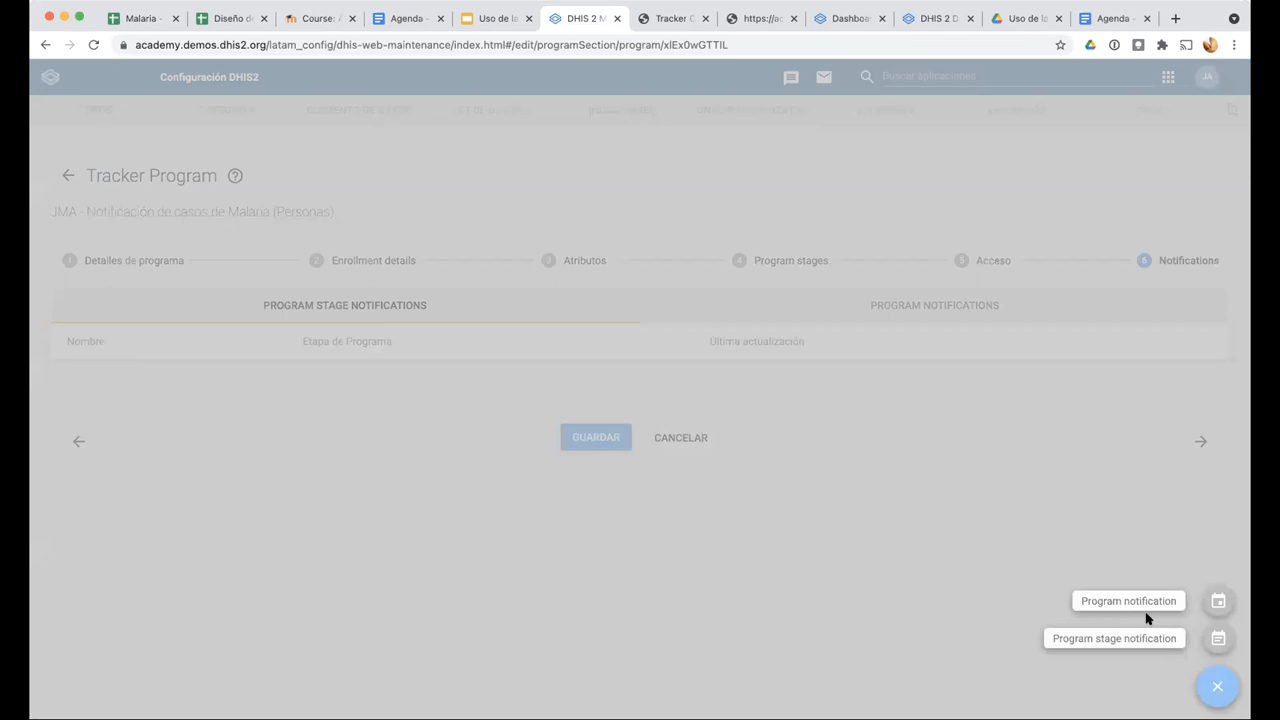 Malaria -
Diseño d
Course: A
Agenda -
Uso de la
DHIS 2 M
Tracker C
https://ac
Dashboa
DHIS 2 D
Uso de la
Agenda -
academy.demos.dhis2.org/latam_config/dhis-web-maintenance/index.html#/edit/programSection/program/xlEx0wGTTIL
Configuración DHIS2
Buscar aplicaciones
JA
Tracker Program
JMA - Notificación de casos de Malaria (Personas)
1 Detalles de programa
2 Enrollment details
3 Atributos
4 Program stages
5 Acceso
6 Notifications
PROGRAM STAGE NOTIFICATIONS
PROGRAM NOTIFICATIONS
Nombre
Etapa de Programa
Última actualización
GUARDAR
CANCELAR
Program notification
Program stage notification